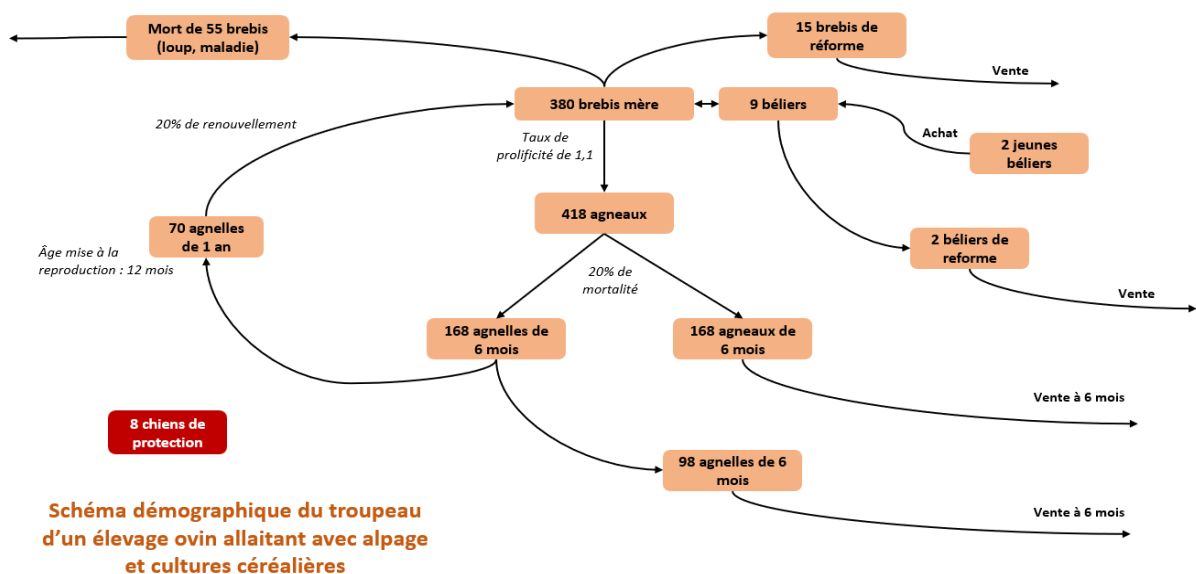 Mort de 55 brebis
(loup, maladie)
15 brebis de
réforme
Vente
20% de renouvellement
380 brebis mère
9 béliers
Achat
2 jeunes
béliers
Taux de
prolificité de 1,1
418 agneaux
70 agnelles
de 1 an
Âge mise à la
reproduction : 12 mois
2 béliers de
reforme
Vente
20% de
mortalité
168 agnelles de
6 mois
168 agneaux de
6 mois
Vente à 6 mois
8 chiens de
protection
98 agnelles de 6
mois
Vente à 6 mois
Schéma démographique du troupeau
d’un élevage ovin allaitant avec alpage
et cultures céréalières